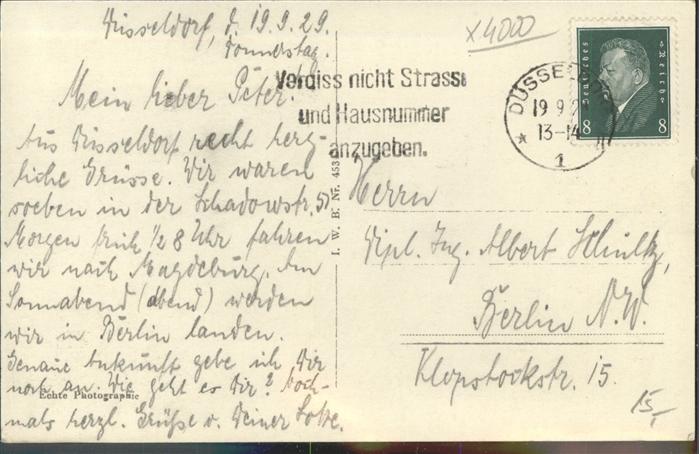 Düsseldorf, d. 19.9.29.
Donnerstag.
Mein lieber Peter!
Aus Düsseldorf recht herz-
liche Grüsse. Wir waren
soeben in der Schadowstr. 57
Morgen früh 1/2 8 Uhr fahren
wir nach Magdeburg. Am
Sonnabend (abend) werden
wir in Berlin landen.
Genaue Ankunft gebe ich Dir
noch an. Wie geht es Dir? Noch-
mals herzl. Grüße v. Deiner Lotte.
Echte Photographie
I. W. B. Nr. 453
x4000
Vergiss nicht Strasse
und Hausnummer
anzugeben.
DÜSSELDORF
19 9 2
13-14
* 1
Deutsches Reich
8 8
Herrn
Dipl. Ing. Albert Schultz,
Berlin N.W.
Klopstockstr. 15.
15,-